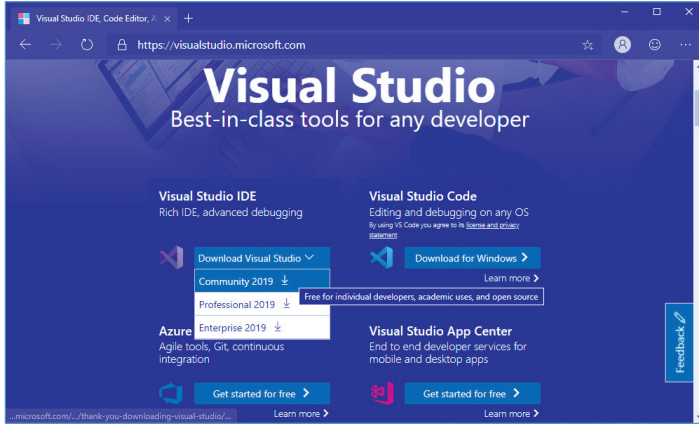 Visual Studio IDE, Code Editor, A
https://visualstudio.microsoft.com
Visual Studio
Best-in-class tools for any developer
Visual Studio IDE
Rich IDE, advanced debugging
Download Visual Studio
Community 2019
Professional 2019
Enterprise 2019
Free for individual developers, academic uses, and open source
Visual Studio Code
Editing and debugging on any OS
By using VS Code you agree to its license and privacy
statement
Download for Windows
Learn more
Azure
Agile tools, Git, continuous
integration
Get started for free
Learn more
Visual Studio App Center
End to end developer services for
mobile and desktop apps
Get started for free
Learn more
Feedback
...microsoft.com/.../thank-you-downloading-visual-studio/...